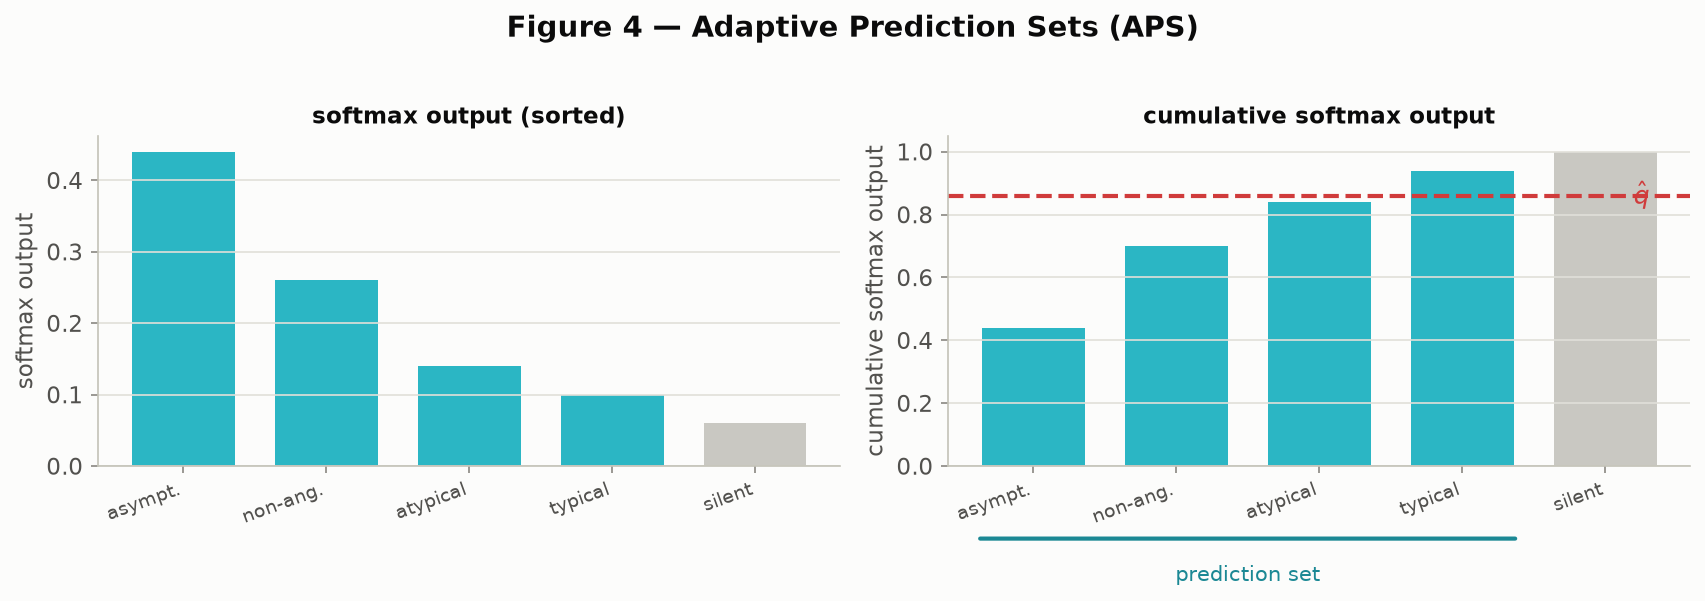 Figure 4 — Adaptive Prediction Sets (APS)
softmax output (sorted)
softmax output
0.4
0.3
0.2
0.1
0.0
asympt.
non-ang.
atypical
typical
silent
cumulative softmax output
cumulative softmax output
1.0
0.8
0.6
0.4
0.2
0.0
q̂
asympt.
non-ang.
atypical
typical
silent
prediction set